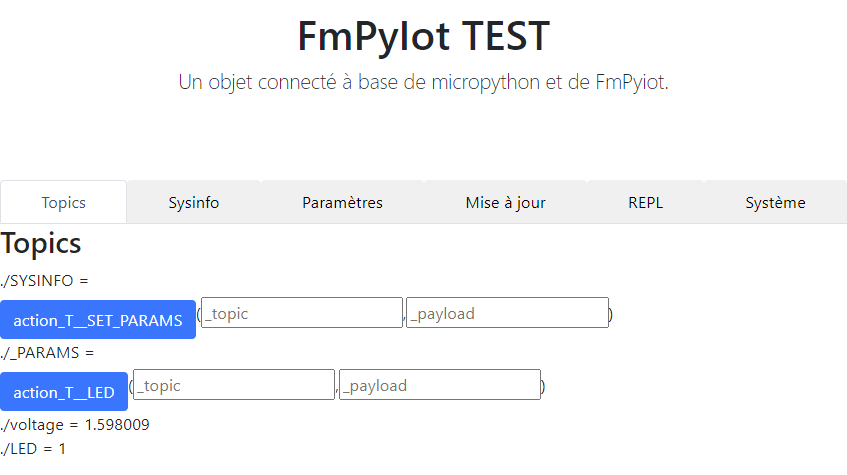 FmPyIot TEST
Un objet connecté à base de micropython et de FmPyiot.
Topics Sysinfo Paramètres Mise à jour REPL Système
Topics
./SYSINFO =
action_T__SET_PARAMS(_topic,_payload)
./_PARAMS =
action_T__LED(_topic,_payload)
./voltage = 1.598009
./LED = 1